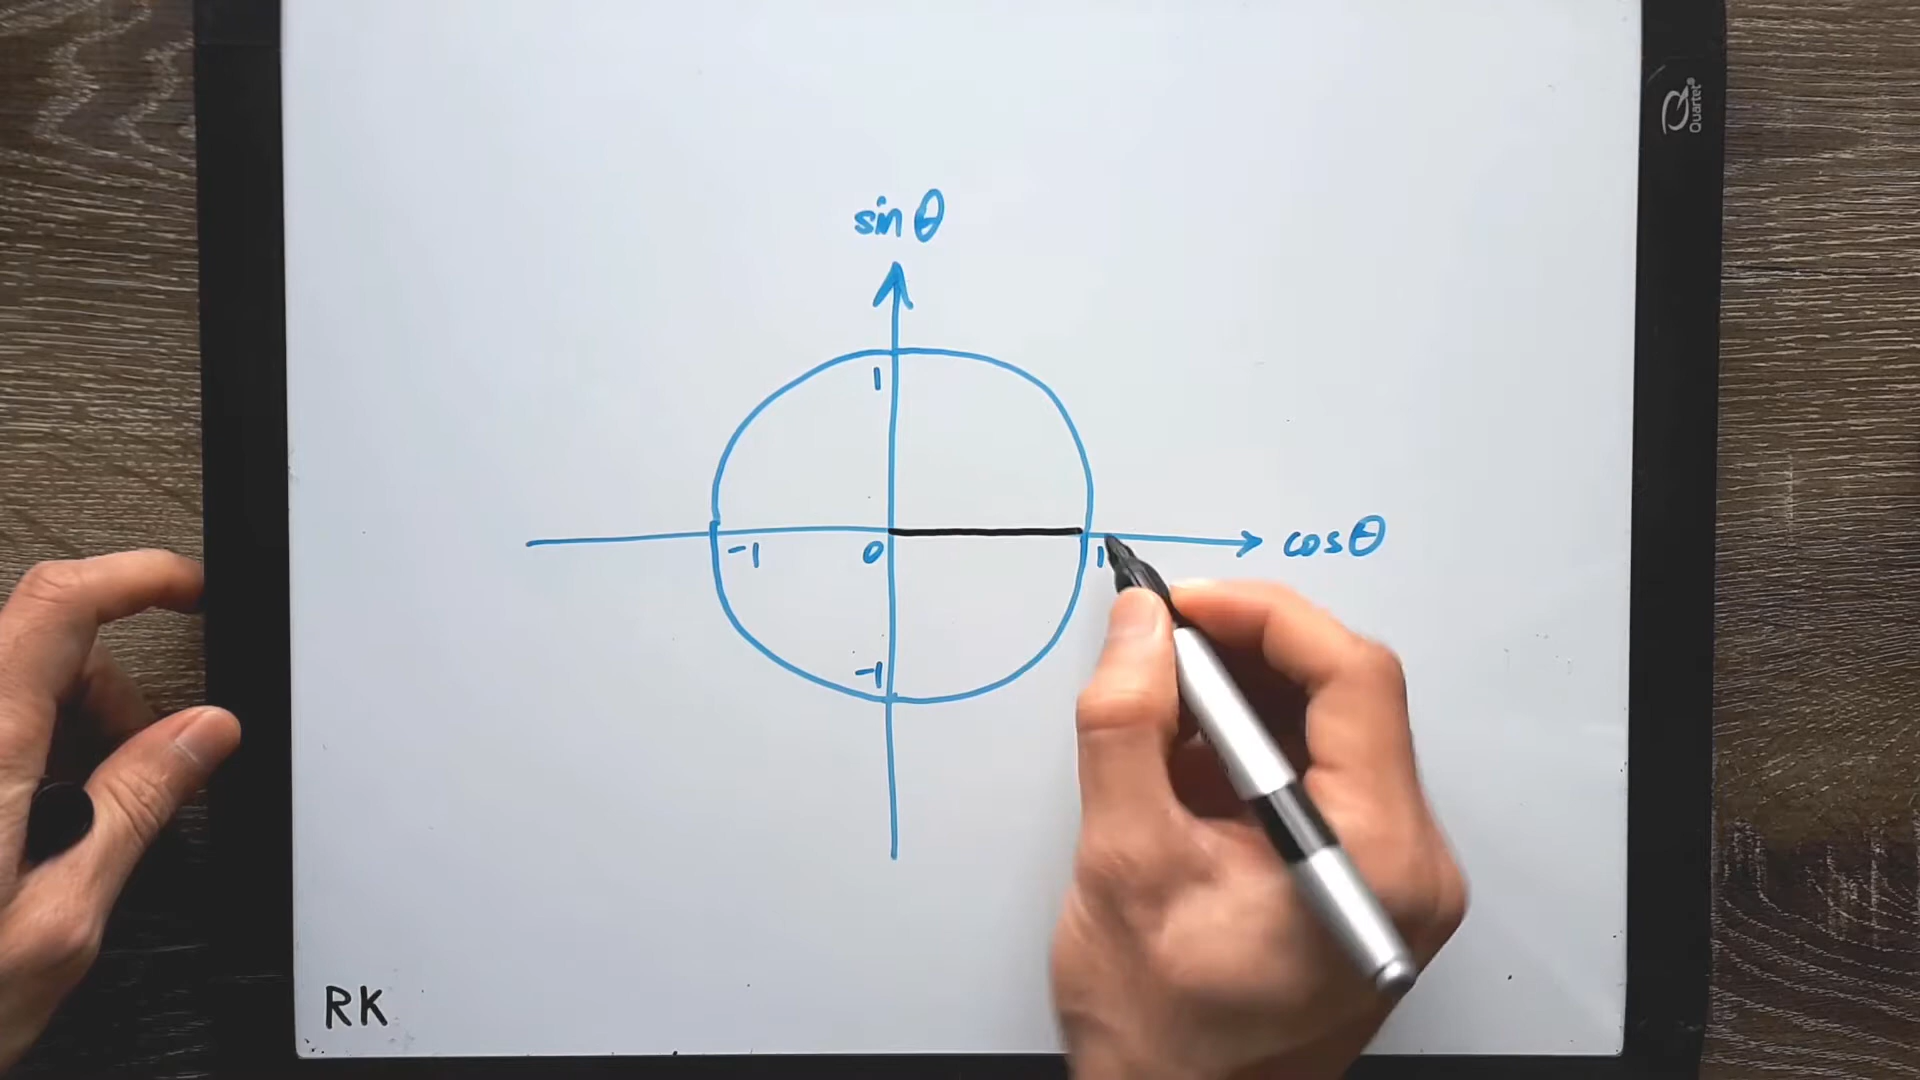 Quartet®
sin θ
1
-1 0 1 cos θ
-1
RK